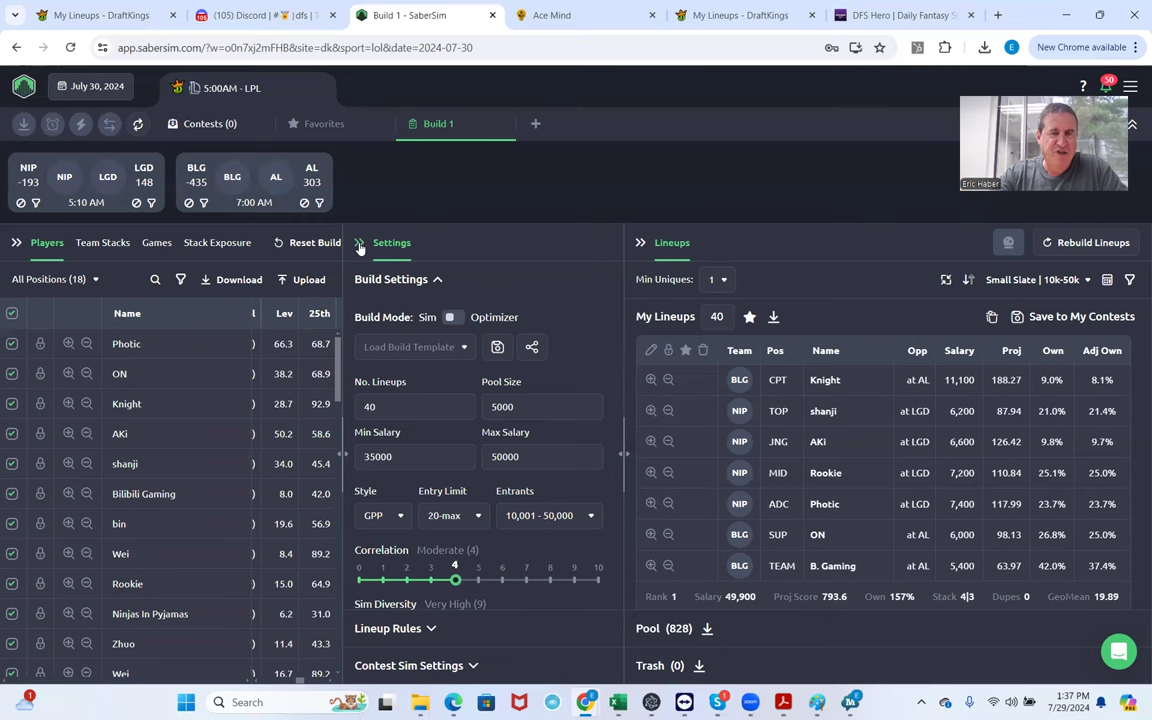 My Lineups - DraftKings
(105) Discord | #🏅| dfs | T
Build 1 - SaberSim
Ace Mind
My Lineups - DraftKings
DFS Hero | Daily Fantasy S
app.sabersim.com/?w=o0n7xj2mFHB&site=dk&sport=lol&date=2024-07-30
New Chrome available
July 30, 2024
5:00AM - LPL
50
Contests (0)
Favorites
Build 1
NIP -193 NIP LGD LGD 148
5:10 AM
BLG -435 BLG AL AL 303
7:00 AM
Eric Haber
Players Team Stacks Games Stack Exposure Reset Build
All Positions (18) Download Upload
Name l Lev 25th
Photic ) 66.3 68.7
ON ) 38.2 68.9
Knight ) 28.7 92.9
AKi ) 50.2 58.6
shanji ) 34.0 45.4
Bilibili Gaming ) 8.0 42.0
bin ) 19.6 56.9
Wei ) 8.4 89.2
Rookie ) 15.0 64.9
Ninjas In Pyjamas ) 6.2 31.0
Zhuo ) 11.4 43.3
Wei ) 16.7 89.2
Settings
Build Settings
Build Mode: Sim Optimizer
Load Build Template
No. Lineups Pool Size
40 5000
Min Salary Max Salary
35000 50000
Style Entry Limit Entrants
GPP 20-max 10,001 - 50,000
Correlation Moderate (4)
4
0 1 2 3 5 6 7 8 9 10
Sim Diversity Very High (9)
Lineup Rules
Contest Sim Settings
Lineups
Rebuild Lineups
Min Uniques: 1 Small Slate | 10k-50k
My Lineups 40 Save to My Contests
Team Pos Name Opp Salary Proj Own Adj Own
BLG CPT Knight at AL 11,100 188.27 9.0% 8.1%
NIP TOP shanji at LGD 6,200 87.94 21.0% 21.4%
NIP JNG AKi at LGD 6,600 126.42 9.8% 9.7%
NIP MID Rookie at LGD 7,200 110.84 25.1% 25.0%
NIP ADC Photic at LGD 7,400 117.99 23.7% 23.7%
BLG SUP ON at AL 6,000 98.13 26.8% 25.0%
BLG TEAM B. Gaming at AL 5,400 63.97 42.0% 37.4%
Rank 1 Salary 49,900 Proj Score 793.6 Own 157% Stack 4|3 Dupes 0 GeoMean 19.89
Pool (828)
Trash (0)
1
Search
1:37 PM
7/29/2024